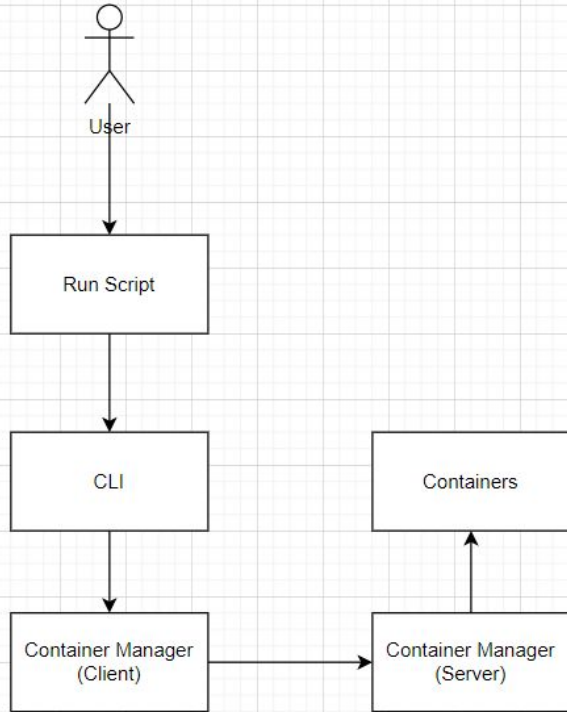 User
Run Script
CLI
Containers
Container Manager
(Client)
Container Manager
(Server)